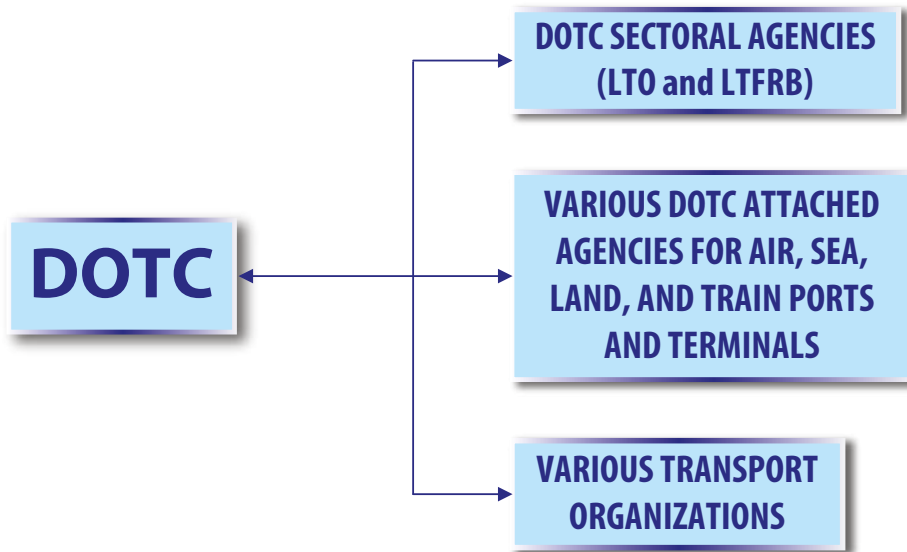 DOTC
DOTC SECTORAL AGENCIES
(LTO and LTFRB)
VARIOUS DOTC ATTACHED
AGENCIES FOR AIR, SEA,
LAND, AND TRAIN PORTS
AND TERMINALS
VARIOUS TRANSPORT
ORGANIZATIONS